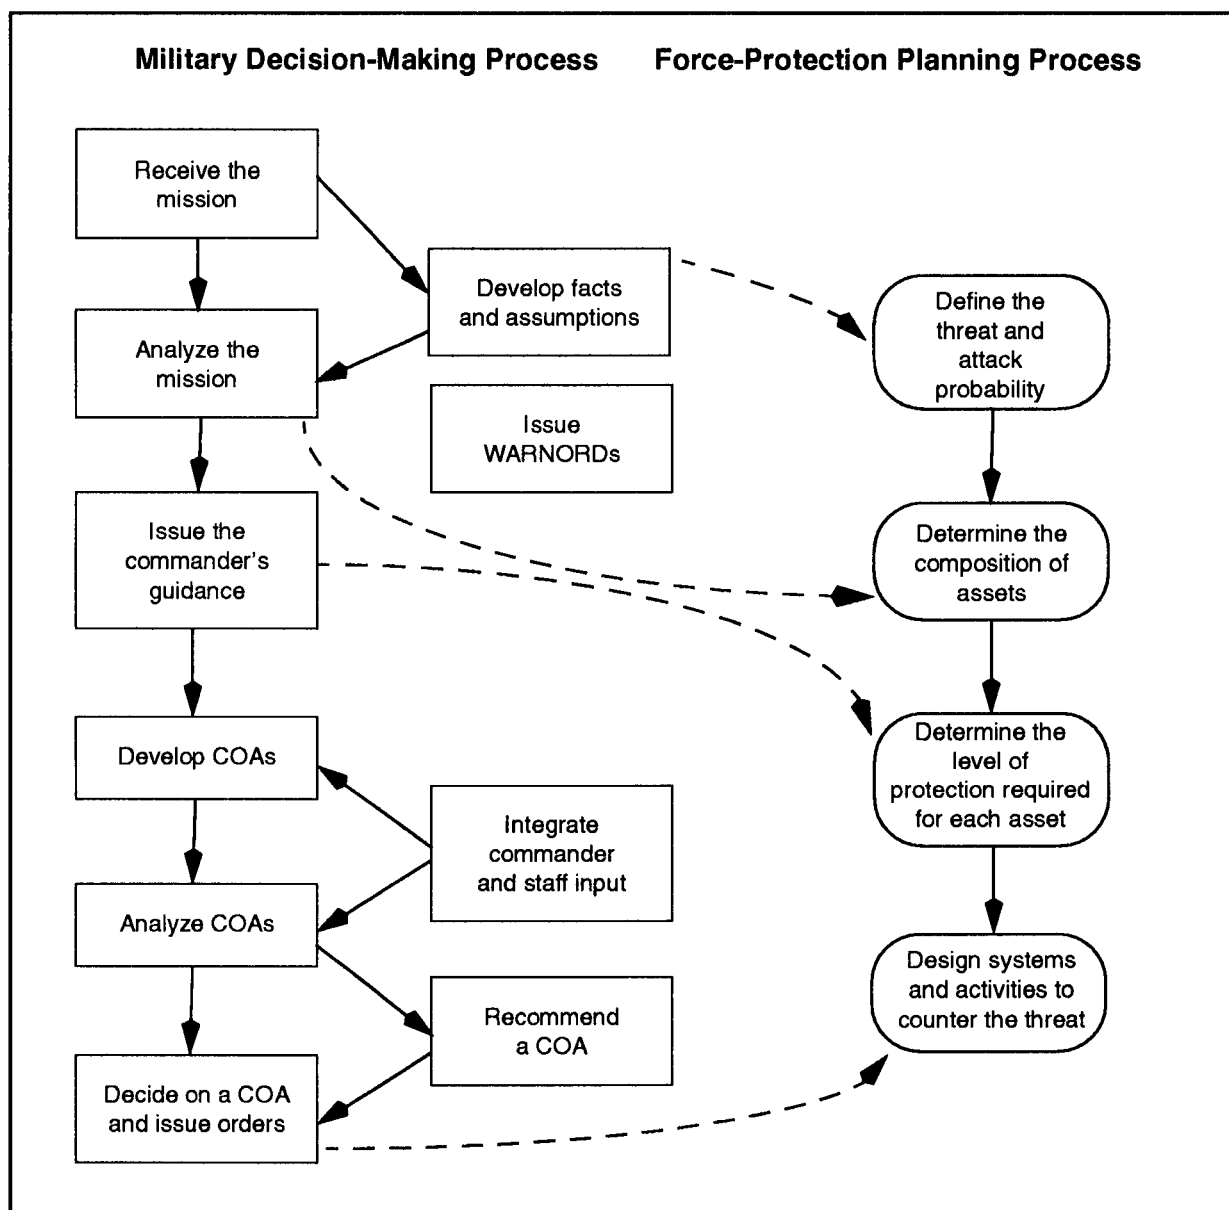 Military Decision-Making Process
Force-Protection Planning Process
Receive the
mission
Develop facts
and assumptions
Define the
threat and
attack
probability
Analyze the
mission
Issue
WARNORDs
Issue the
commander's
guidance
Determine the
composition of
assets
Develop COAs
Determine the
level of
protection required
for each asset
Integrate
commander
and staff input
Analyze COAs
Design systems
and activities to
counter the threat
Recommend
a COA
Decide on a COA
and issue orders